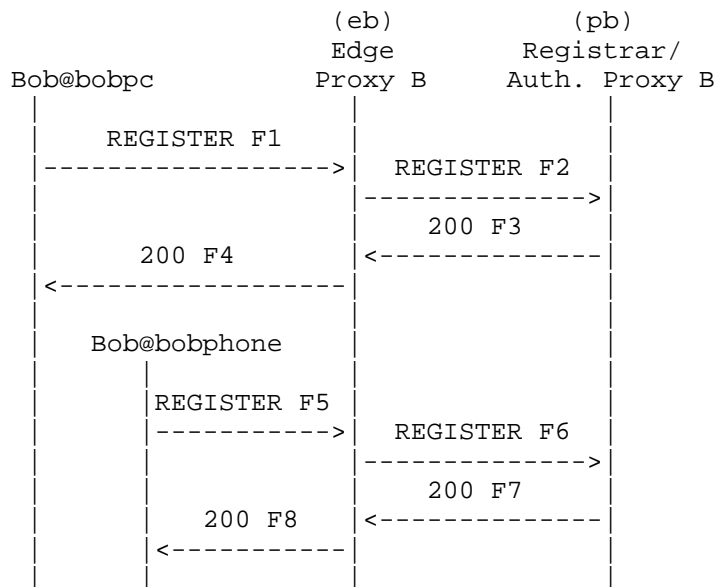 (eb) (pb)
Edge Registrar/
Bob@bobpc Proxy B Auth. Proxy B
REGISTER F1
REGISTER F2
200 F3
200 F4
Bob@bobphone
REGISTER F5
REGISTER F6
200 F7
200 F8